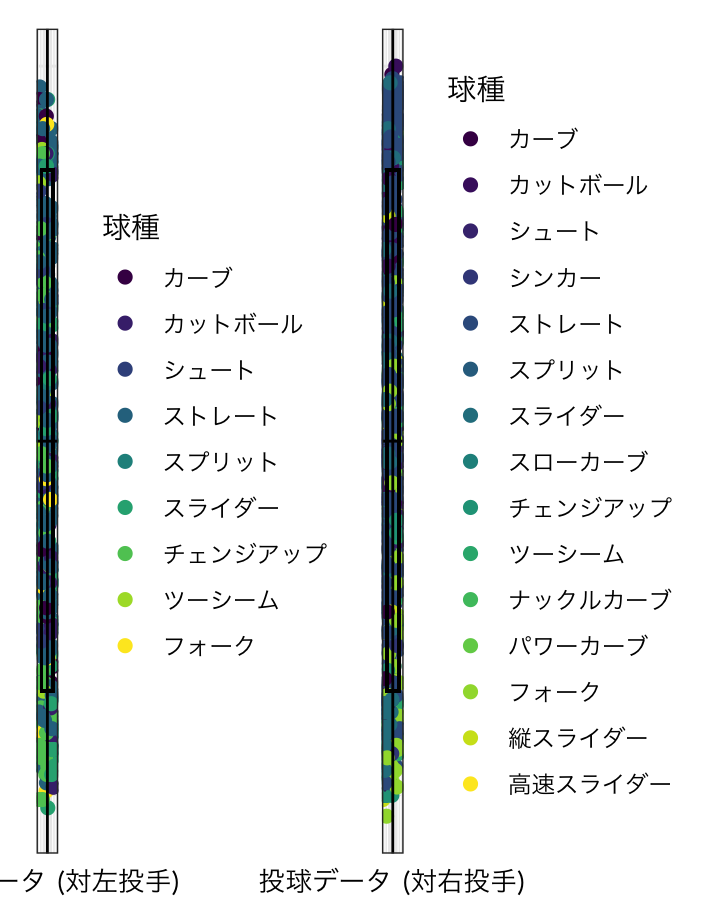 球種
カーブ
カットボール
シュート
ストレート
スプリット
スライダー
チェンジアップ
ツーシーム
フォーク
ータ (対左投手)
球種
カーブ
カットボール
シュート
シンカー
ストレート
スプリット
スライダー
スローカーブ
チェンジアップ
ツーシーム
ナックルカーブ
パワーカーブ
フォーク
縦スライダー
高速スライダー
投球データ (対右投手)